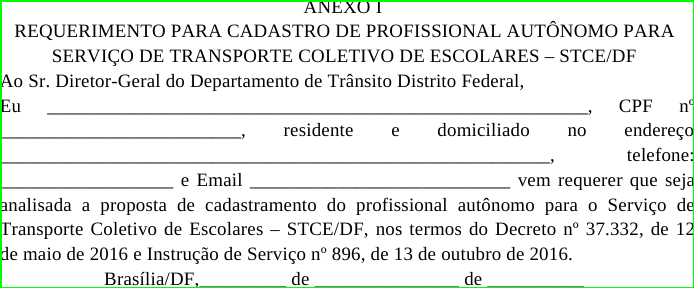 ANEXO I
REQUERIMENTO PARA CADASTRO DE PROFISSIONAL AUTÔNOMO PARA
SERVIÇO DE TRANSPORTE COLETIVO DE ESCOLARES – STCE/DF
Ao Sr. Diretor-Geral do Departamento de Trânsito Distrito Federal,
Eu ________________________________________________________, CPF nº
_________________________, residente e domiciliado no endereço
_________________________________________________________, telefone:
__________________ e Email ___________________________ vem requerer que seja
analisada a proposta de cadastramento do profissional autônomo para o Serviço de
Transporte Coletivo de Escolares – STCE/DF, nos termos do Decreto nº 37.332, de 12
de maio de 2016 e Instrução de Serviço nº 896, de 13 de outubro de 2016.
Brasília/DF,_________ de _______________ de __________